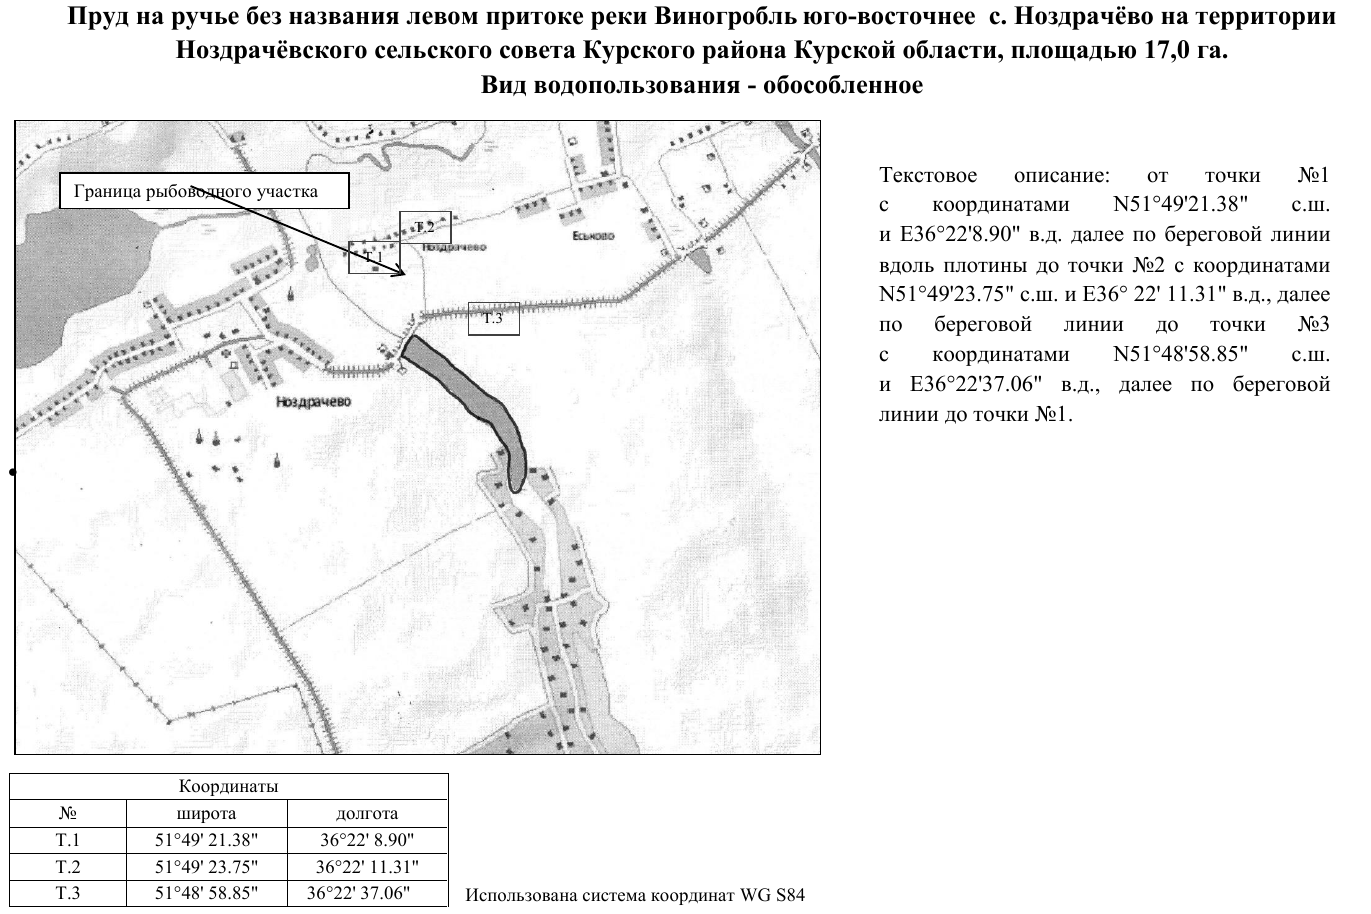 Пруд на ручье без названия левом притоке реки Виногробль юго-восточнее с. Ноздрачёво на территории
Ноздрачёвского сельского совета Курского района Курской области, площадью 17,0 га.
Вид водопользования - обособленное
Граница рыбоводного участка
Т.2
Ноздрачево
Еськово
Т.1
Т.3
Ноздрачево
Текстовое описание: от точки №1
с координатами N51°49'21.38" с.ш.
и E36°22'8.90" в.д. далее по береговой линии
вдоль плотины до точки №2 с координатами
N51°49'23.75" с.ш. и E36° 22' 11.31" в.д., далее
по береговой линии до точки №3
с координатами N51°48'58.85" с.ш.
и E36°22'37.06" в.д., далее по береговой
линии до точки №1.
Координаты
№ широта долгота
Т.1 51°49' 21.38" 36°22' 8.90"
Т.2 51°49' 23.75" 36°22' 11.31"
Т.3 51°48' 58.85" 36°22' 37.06"
Использована система координат WG S84